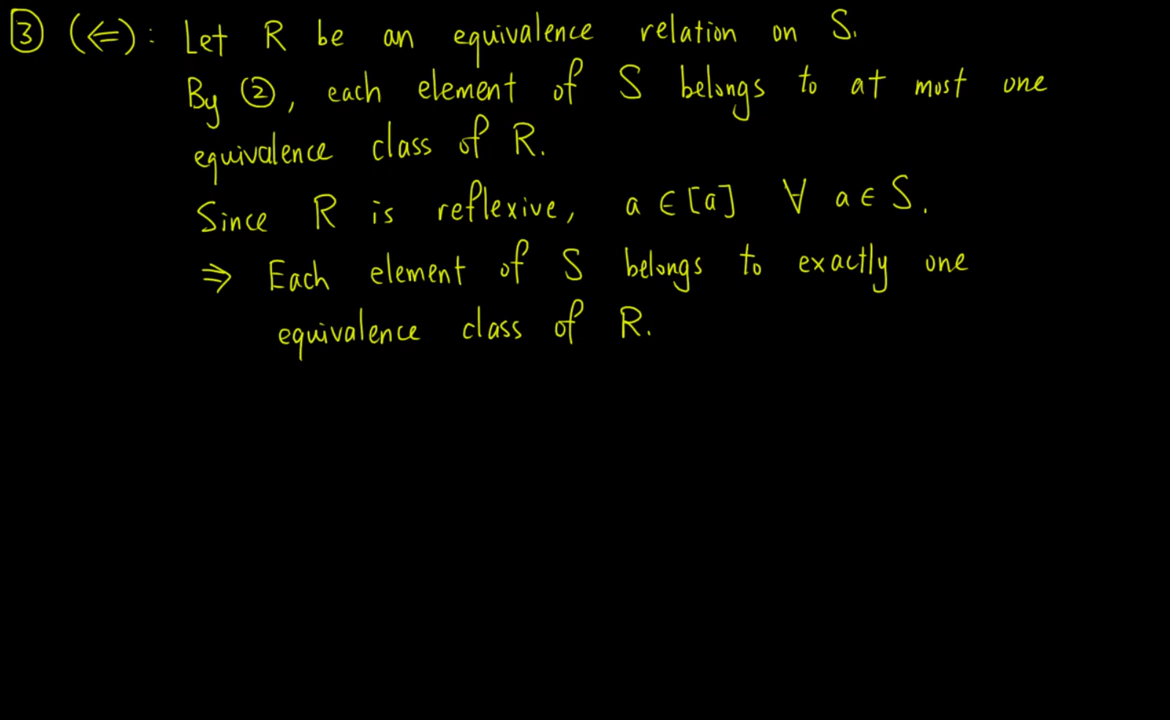 ③ (⇐): Let R be an equivalence relation on S.
By ②, each element of S belongs to at most one
equivalence class of R.
Since R is reflexive, a ∈ [a] ∀ a ∈ S.
⇒ Each element of S belongs to exactly one
equivalence class of R.